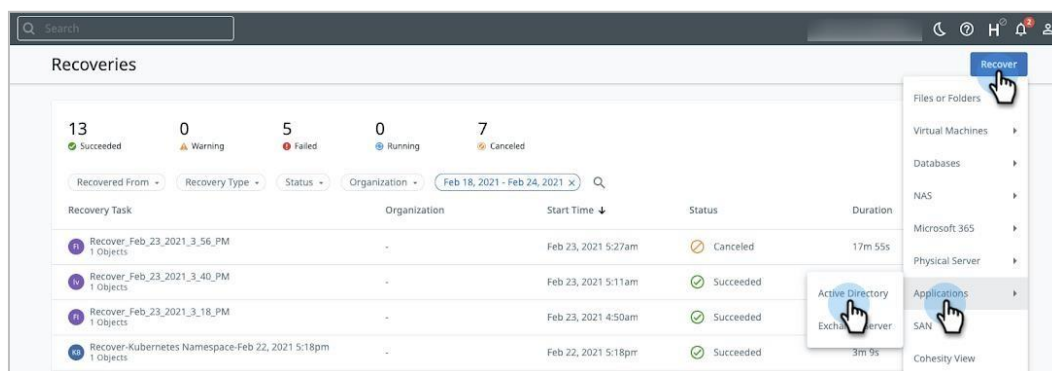 Search
H
2
Recoveries
Recover
13
0
5
0
7
Succeeded
Warning
Failed
Running
Canceled
Recovered From
Recovery Type
Status
Organization
Feb 18, 2021 - Feb 24, 2021 ×
Recovery Task
Organization
Start Time ↓
Status
Duration
FI
Recover_Feb_23_2021_3_56_PM
1 Objects
-
Feb 23, 2021 5:27am
Canceled
17m 55s
Iv
Recover_Feb_23_2021_3_40_PM
1 Objects
-
Feb 23, 2021 5:11am
Succeeded
FI
Recover_Feb_23_2021_3_18_PM
1 Objects
-
Feb 23, 2021 4:50am
Succeeded
KB
Recover-Kubernetes Namespace-Feb 22, 2021 5:18pm
1 Objects
-
Feb 22, 2021 5:18pm
Succeeded
3m 9s
Files or Folders
Virtual Machines
Databases
NAS
Microsoft 365
Physical Server
Applications
SAN
Cohesity View
Active Directory